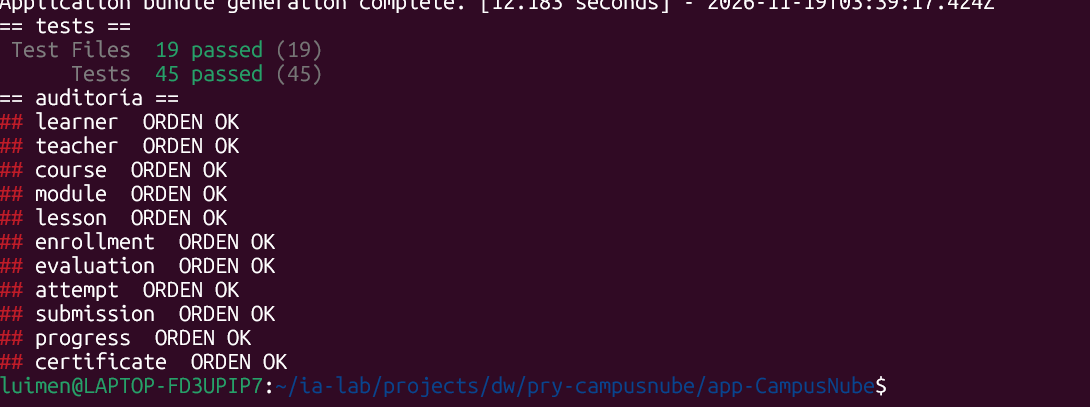 Application bundle generation complete. [12.183 seconds] - 2026-11-19T03:39:17.424Z
== tests ==
Test Files  19 passed (19)
Tests  45 passed (45)
== auditoría ==
## learner  ORDEN OK
## teacher  ORDEN OK
## course  ORDEN OK
## module  ORDEN OK
## lesson  ORDEN OK
## enrollment  ORDEN OK
## evaluation  ORDEN OK
## attempt  ORDEN OK
## submission  ORDEN OK
## progress  ORDEN OK
## certificate  ORDEN OK
luimen@LAPTOP-FD3UPIP7:~/ia-lab/projects/dw/pry-campusnube/app-CampusNube$